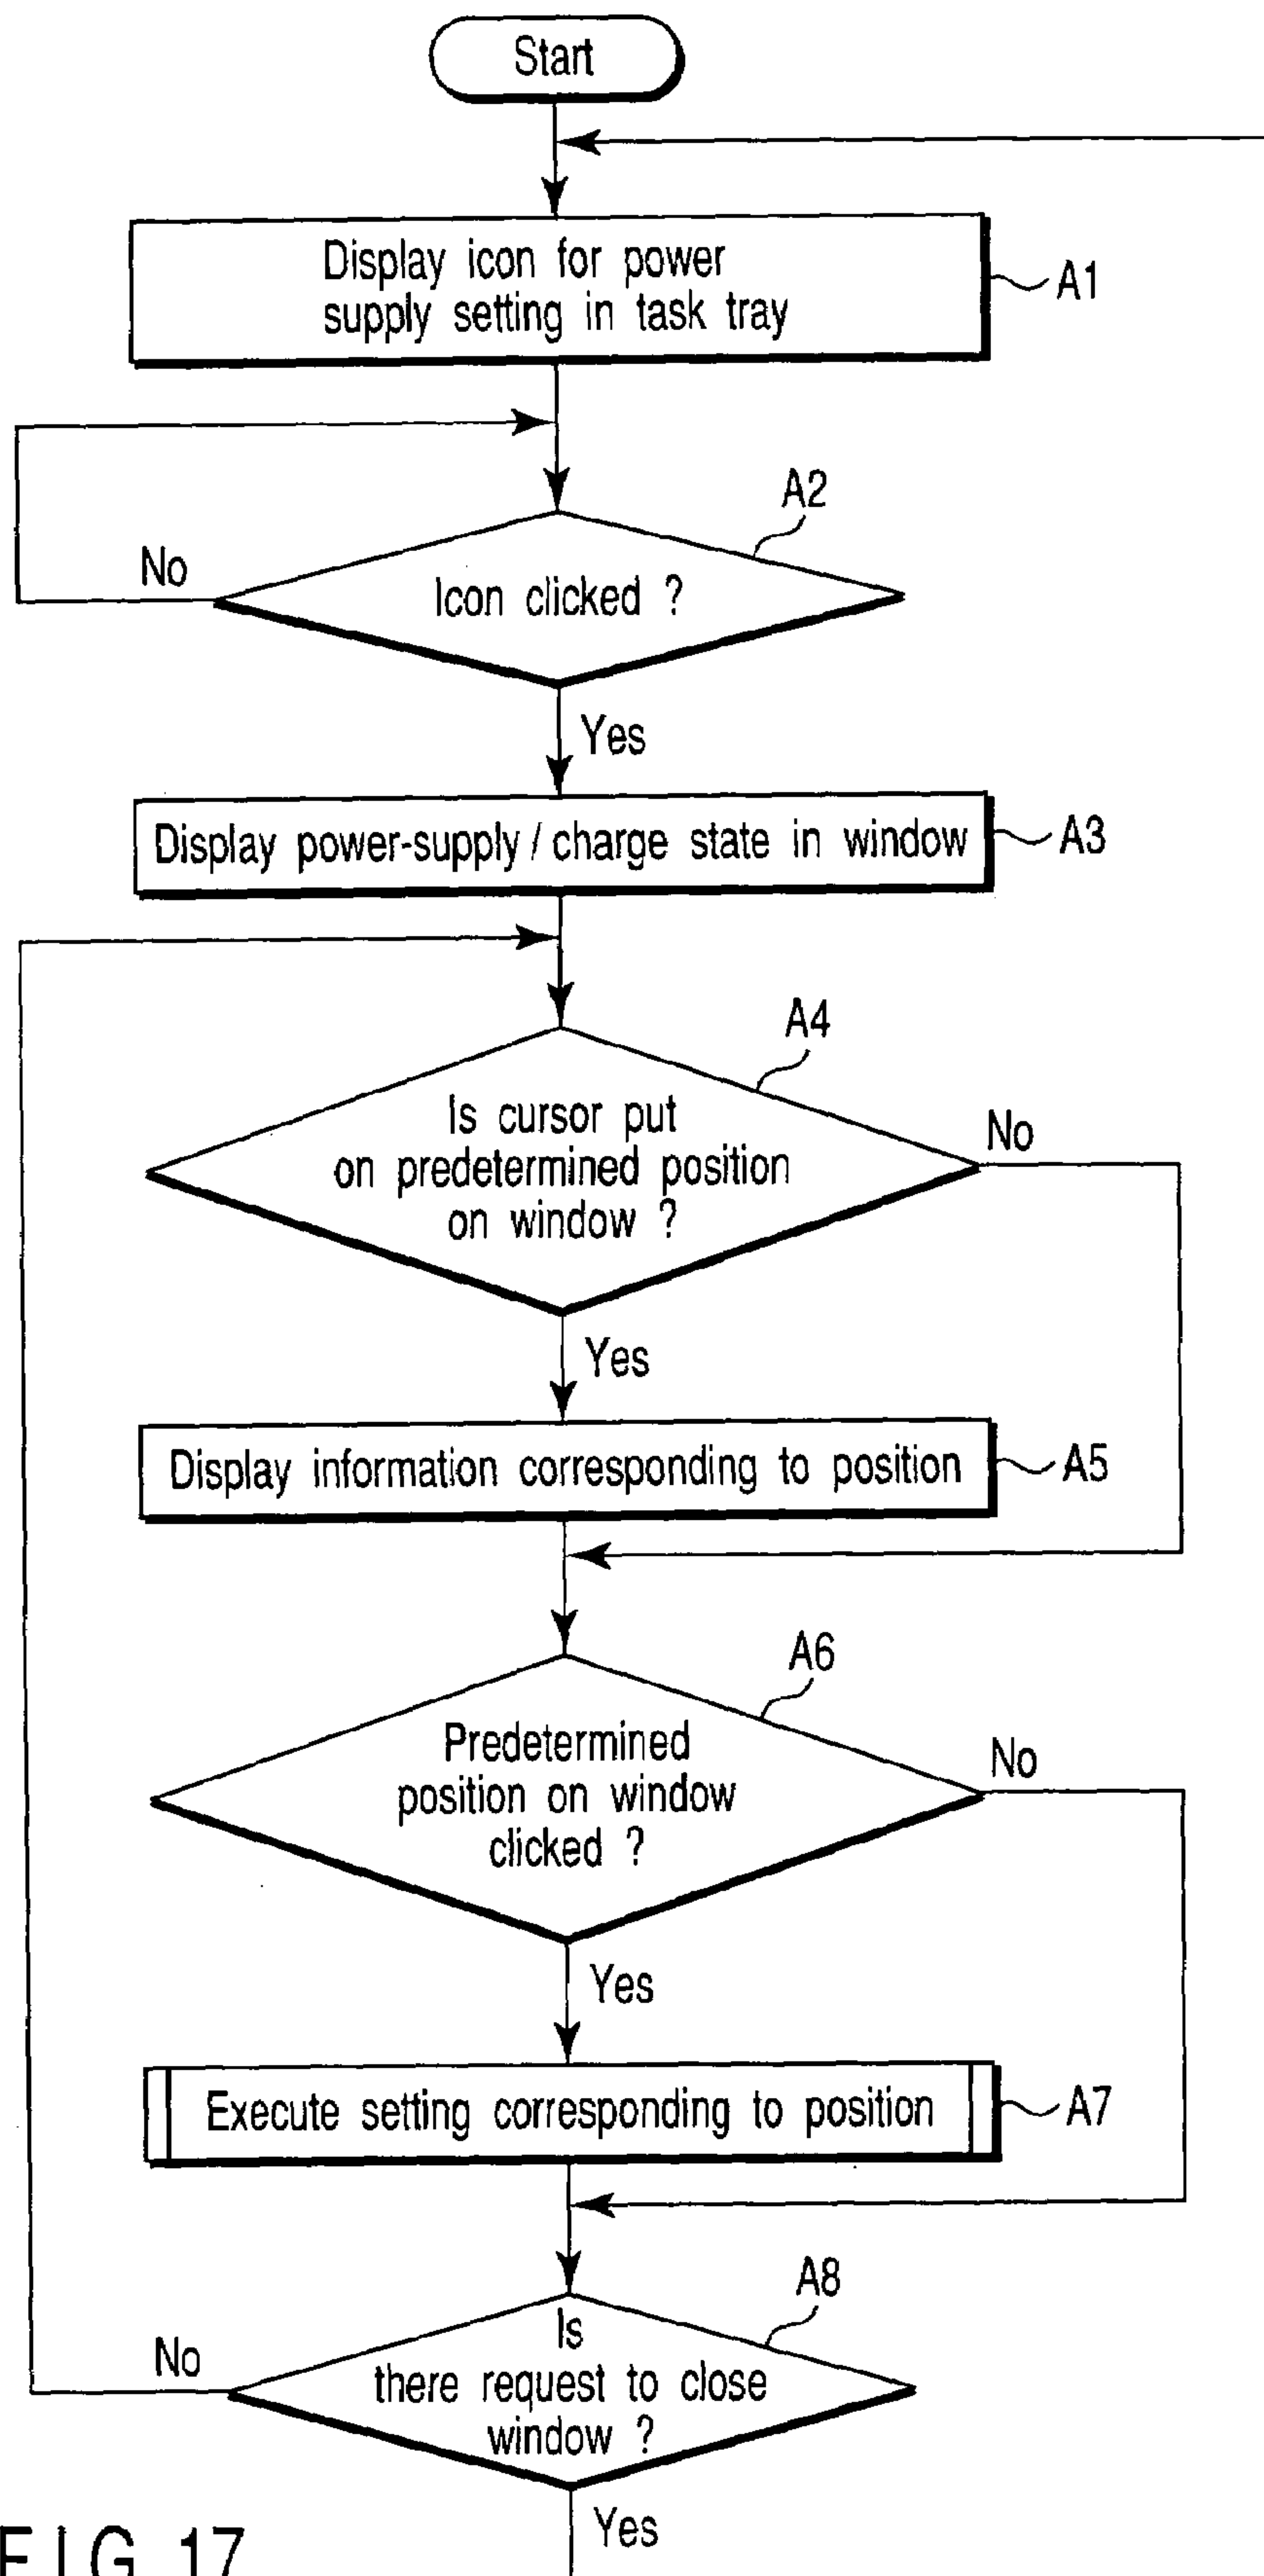 Start
Display icon for power
supply setting in task tray
A1
A2
No
Icon clicked ?
Yes
Display power-supply / charge state in window
A3
A4
Is cursor put
on predetermined position
on window ?
No
Yes
Display information corresponding to position
A5
A6
Predetermined
position on window
clicked ?
No
Yes
Execute setting corresponding to position
A7
A8
Is
there request to close
window ?
No
Yes
FIG. 17